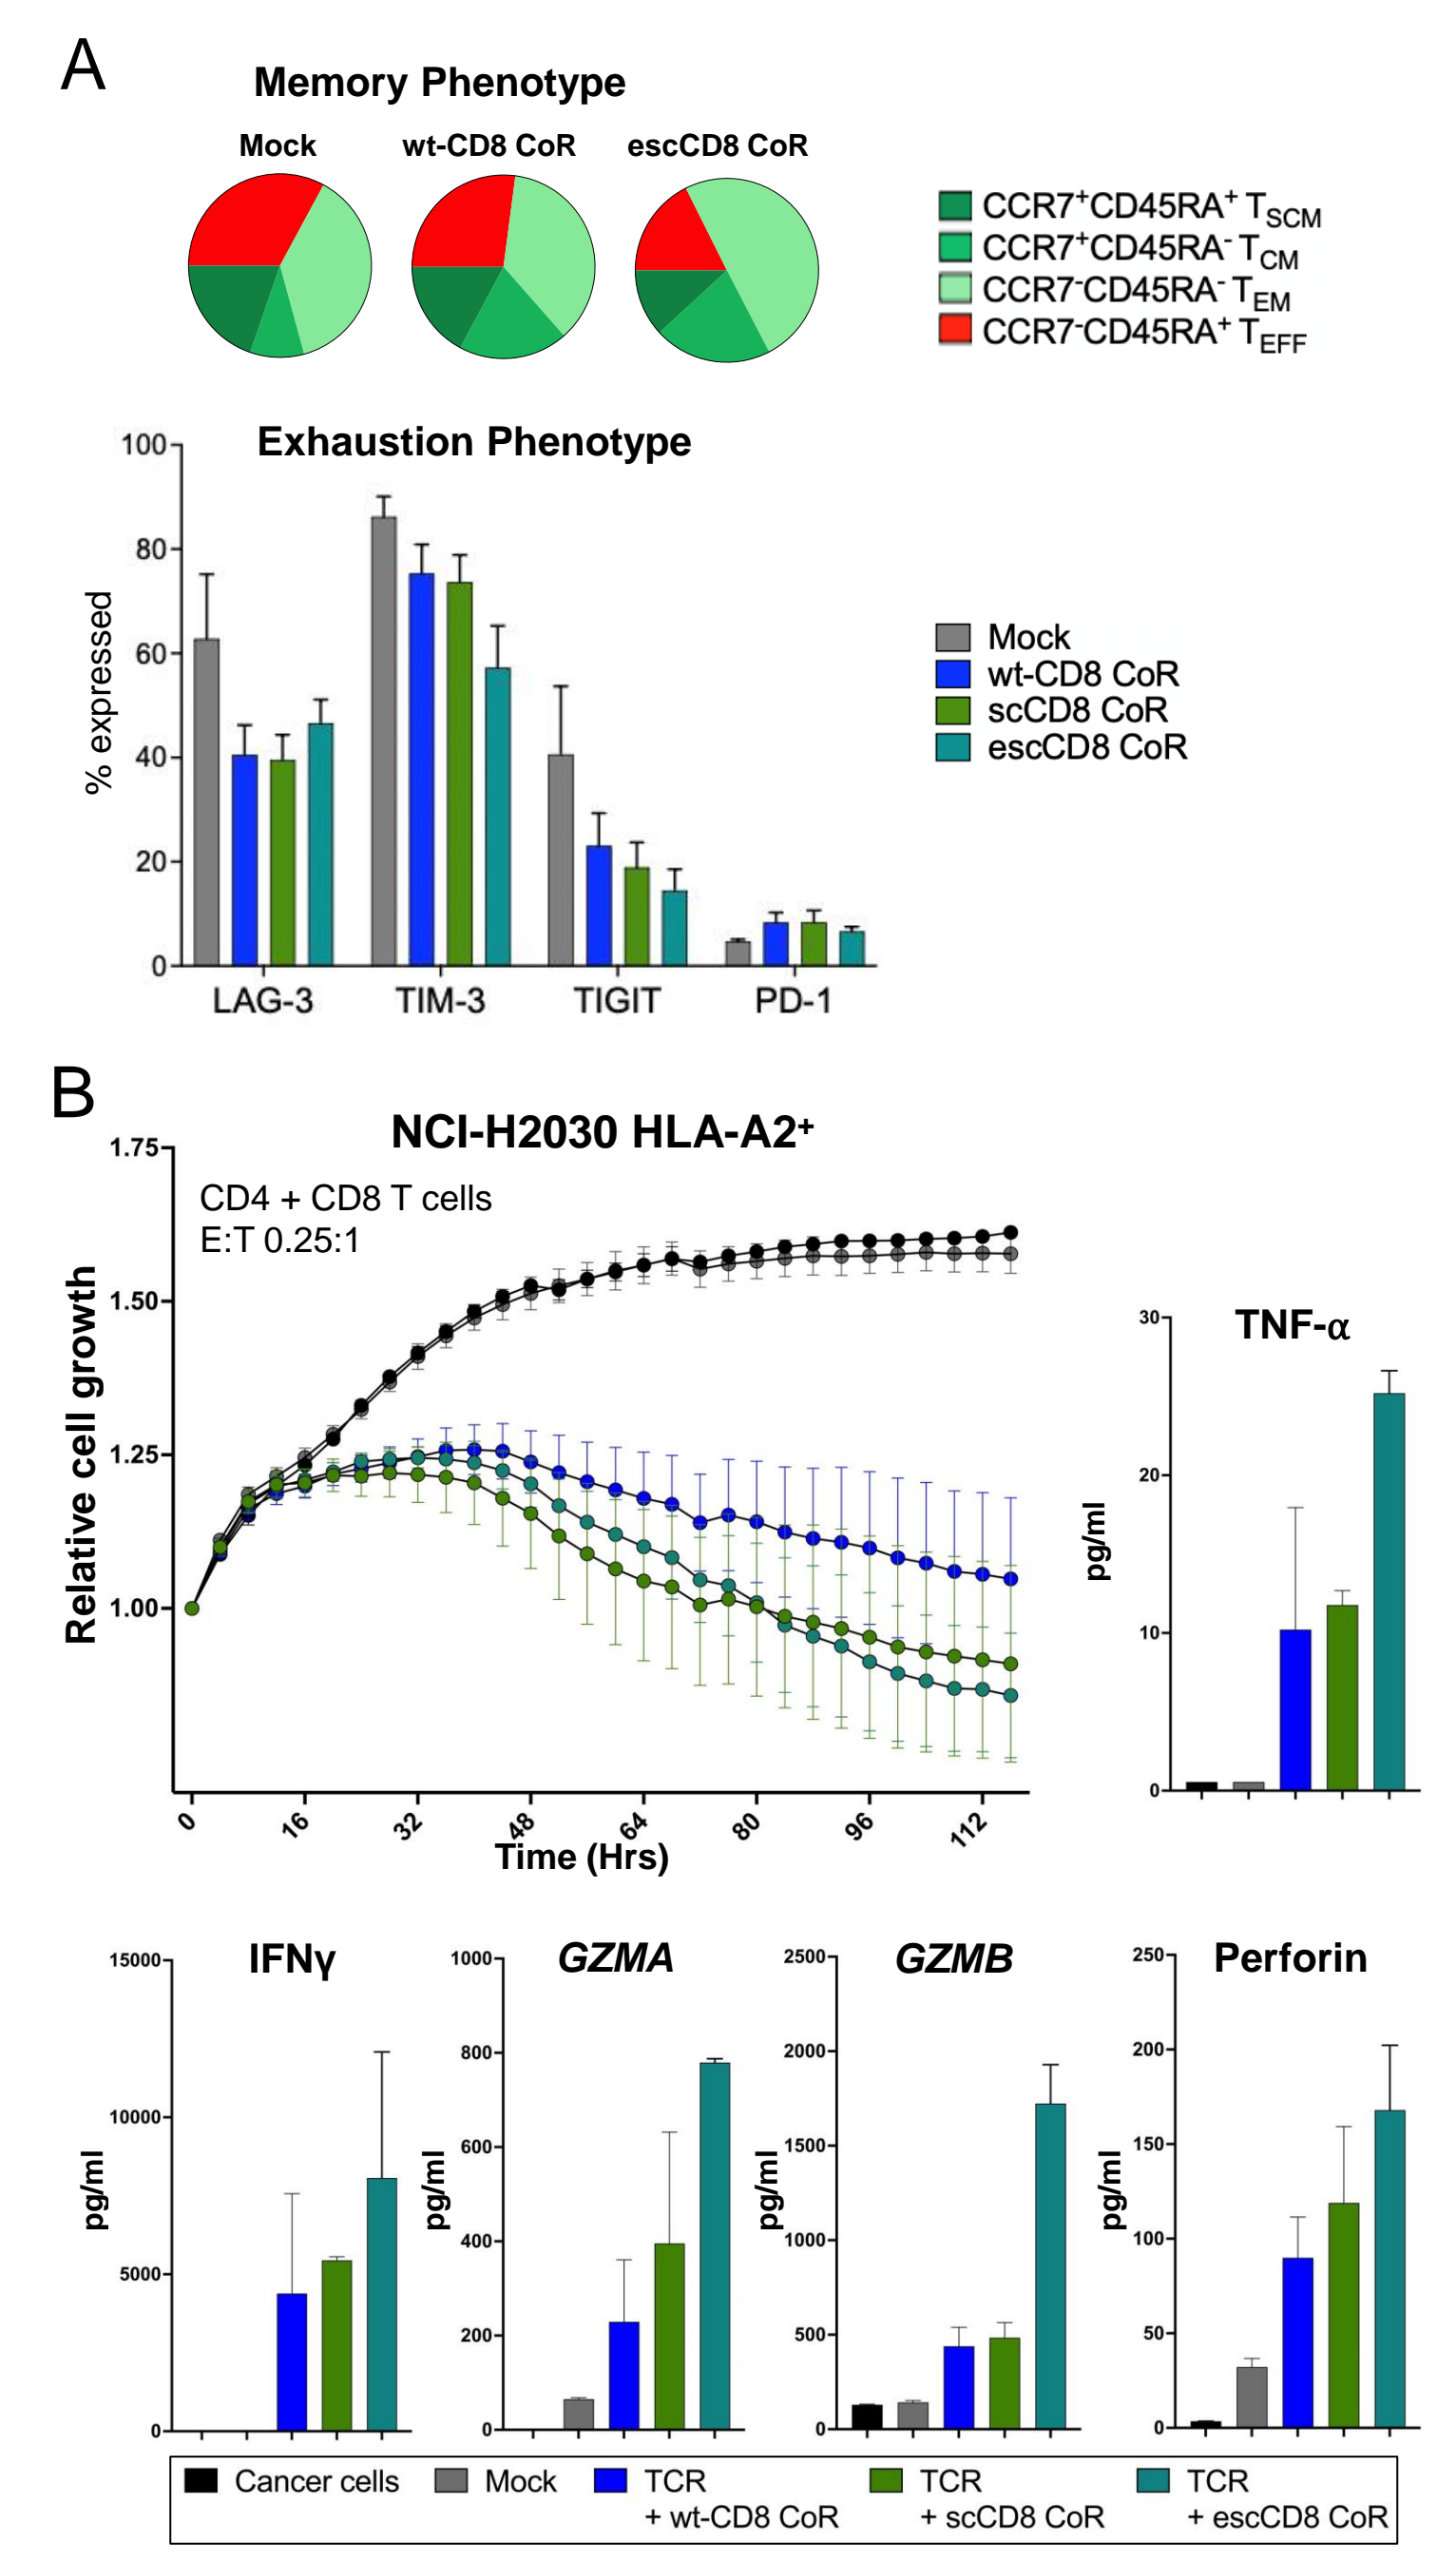 A
Memory Phenotype
Mock wt-CD8 CoR escCD8 CoR
CCR7+CD45RA+ TSCM
CCR7+CD45RA- TCM
CCR7-CD45RA- TEM
CCR7-CD45RA+ TEFF
Exhaustion Phenotype
% expressed
100
80
60
40
20
0
LAG-3 TIM-3 TIGIT PD-1
Mock
wt-CD8 CoR
scCD8 CoR
escCD8 CoR
B
NCI-H2030 HLA-A2+
CD4 + CD8 T cells
E:T 0.25:1
Relative cell growth
1.75
1.50
1.25
1.00
0 16 32 48 64 80 96 112
Time (Hrs)
TNF-α
pg/ml
30
20
10
0
IFNγ
pg/ml
15000
10000
5000
0
GZMA
pg/ml
1000
800
600
400
200
0
GZMB
pg/ml
2500
2000
1500
1000
500
0
Perforin
pg/ml
250
200
150
100
50
0
Cancer cells Mock TCR TCR TCR
+ wt-CD8 CoR + scCD8 CoR + escCD8 CoR